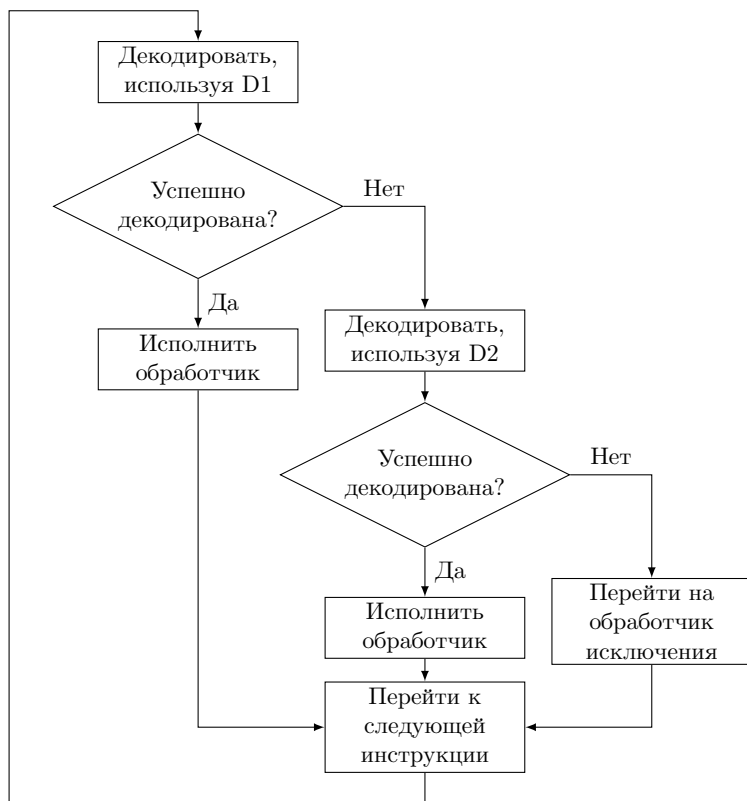 Декодировать,
используя D1
Успешно
декодирована?
Нет
Да
Исполнить
обработчик
Декодировать,
используя D2
Успешно
декодирована?
Нет
Да
Исполнить
обработчик
Перейти на
обработчик
исключения
Перейти к
следующей
инструкции